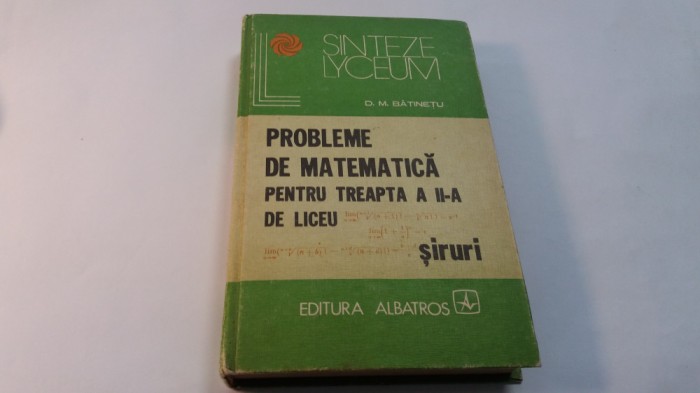 SINTEZE
LYCEUM
D. M. BĂTINEȚU
PROBLEME
DE MATEMATICĂ
PENTRU TREAPTA A II-A
DE LICEU
șiruri
EDITURA ALBATROS